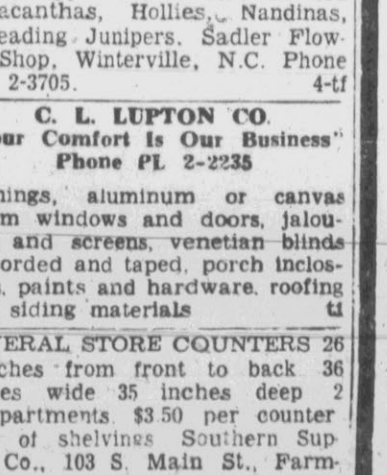 acanthas, Hollies, Nandinas,
eading Junipers. Sadler Flow-
Shop, Winterville, N.C. Phone
2-3705. 4-tf
C. L. LUPTON CO.
ur Comfort Is Our Business"
Phone PL 2-2235
nings, aluminum or canvas
m windows and doors, jalou-
and screens, venetian blinds
orded and taped, porch inclos-
, paints and hardware, roofing
siding materials tf
ERAL STORE COUNTERS 26
ches from front to back 36
es wide 35 inches deep 2
partments. $3.50 per counter
of shelvings Southern Sup-
Co., 103 S. Main St., Farm-